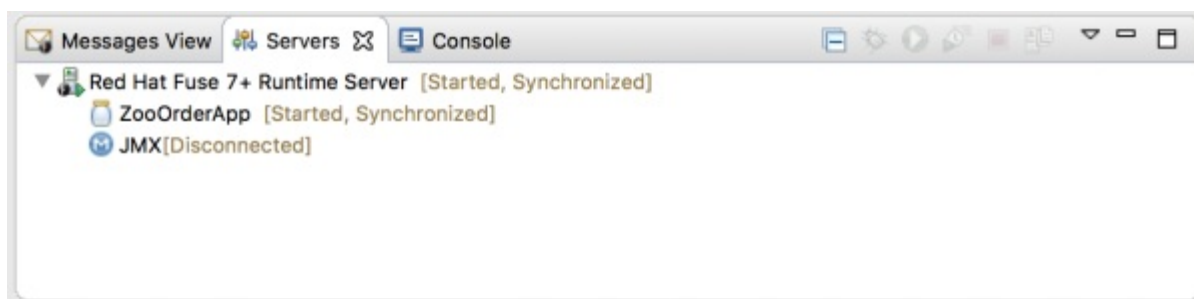 Messages View Servers Console
Red Hat Fuse 7+ Runtime Server [Started, Synchronized]
ZooOrderApp [Started, Synchronized]
JMX[Disconnected]